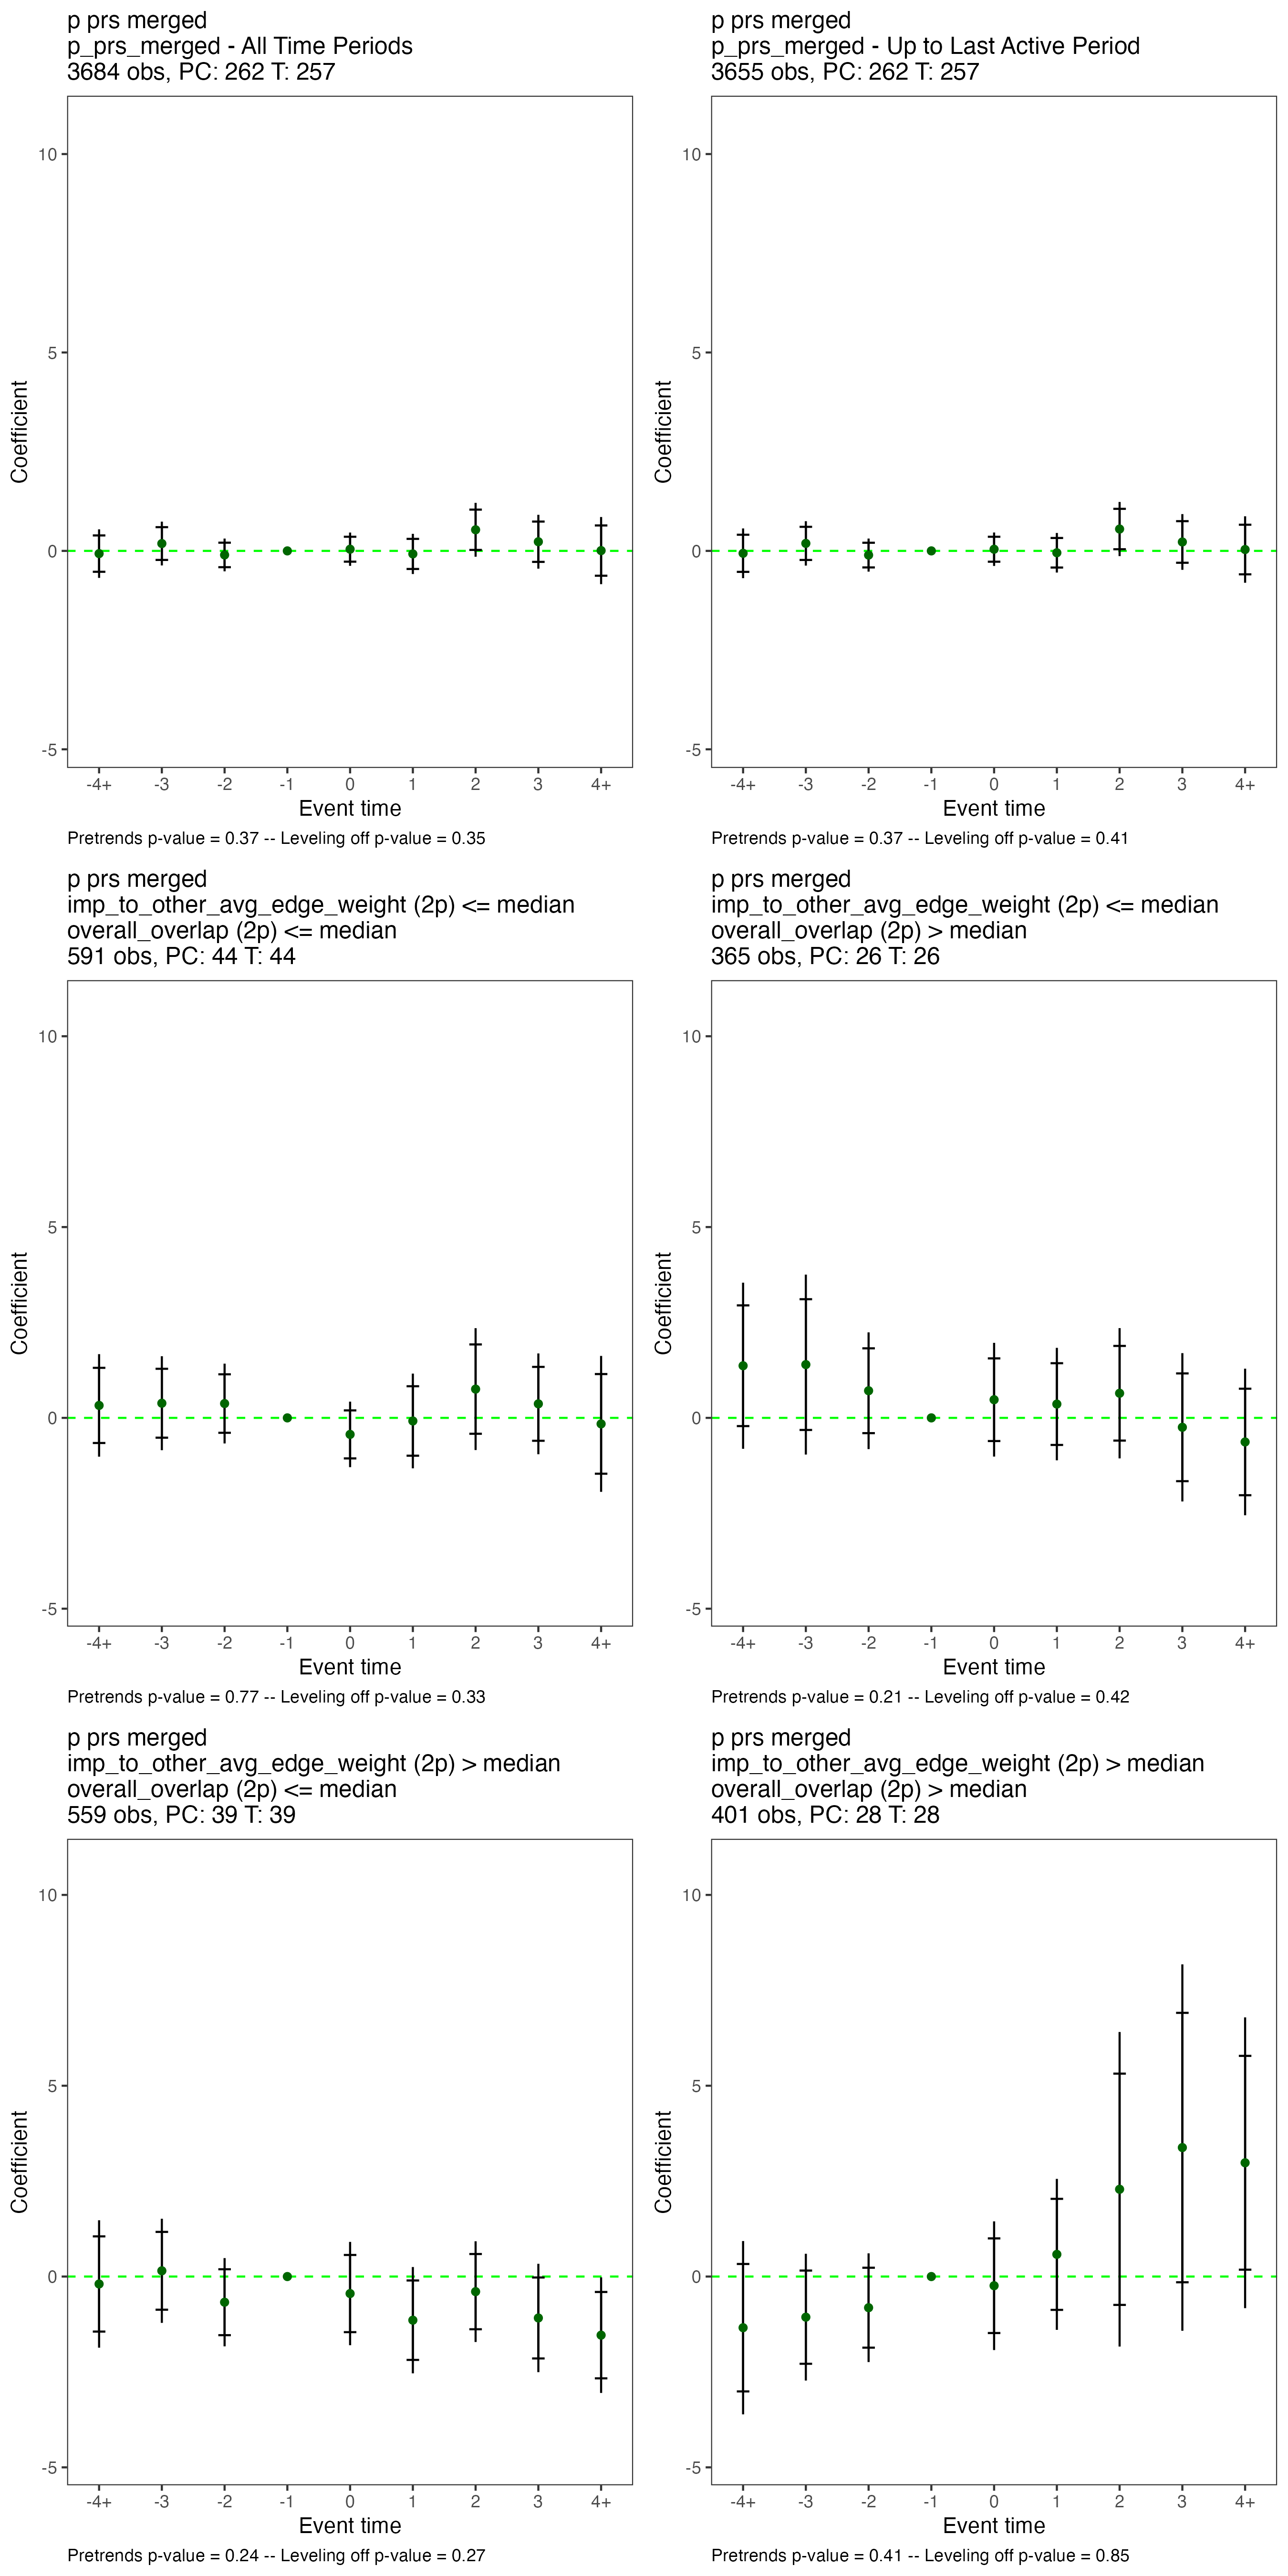 p prs merged
p_prs_merged - All Time Periods
3684 obs, PC: 262 T: 257
10
5
0
-5
Coefficient
-4+ -3 -2 -1 0 1 2 3 4+
Event time
Pretrends p-value = 0.37 -- Leveling off p-value = 0.35
p prs merged
p_prs_merged - Up to Last Active Period
3655 obs, PC: 262 T: 257
10
5
0
-5
Coefficient
-4+ -3 -2 -1 0 1 2 3 4+
Event time
Pretrends p-value = 0.37 -- Leveling off p-value = 0.41
p prs merged
imp_to_other_avg_edge_weight (2p) <= median
overall_overlap (2p) <= median
591 obs, PC: 44 T: 44
10
5
0
-5
Coefficient
-4+ -3 -2 -1 0 1 2 3 4+
Event time
Pretrends p-value = 0.77 -- Leveling off p-value = 0.33
p prs merged
imp_to_other_avg_edge_weight (2p) <= median
overall_overlap (2p) > median
365 obs, PC: 26 T: 26
10
5
0
-5
Coefficient
-4+ -3 -2 -1 0 1 2 3 4+
Event time
Pretrends p-value = 0.21 -- Leveling off p-value = 0.42
p prs merged
imp_to_other_avg_edge_weight (2p) > median
overall_overlap (2p) <= median
559 obs, PC: 39 T: 39
10
5
0
-5
Coefficient
-4+ -3 -2 -1 0 1 2 3 4+
Event time
Pretrends p-value = 0.24 -- Leveling off p-value = 0.27
p prs merged
imp_to_other_avg_edge_weight (2p) > median
overall_overlap (2p) > median
401 obs, PC: 28 T: 28
10
5
0
-5
Coefficient
-4+ -3 -2 -1 0 1 2 3 4+
Event time
Pretrends p-value = 0.41 -- Leveling off p-value = 0.85